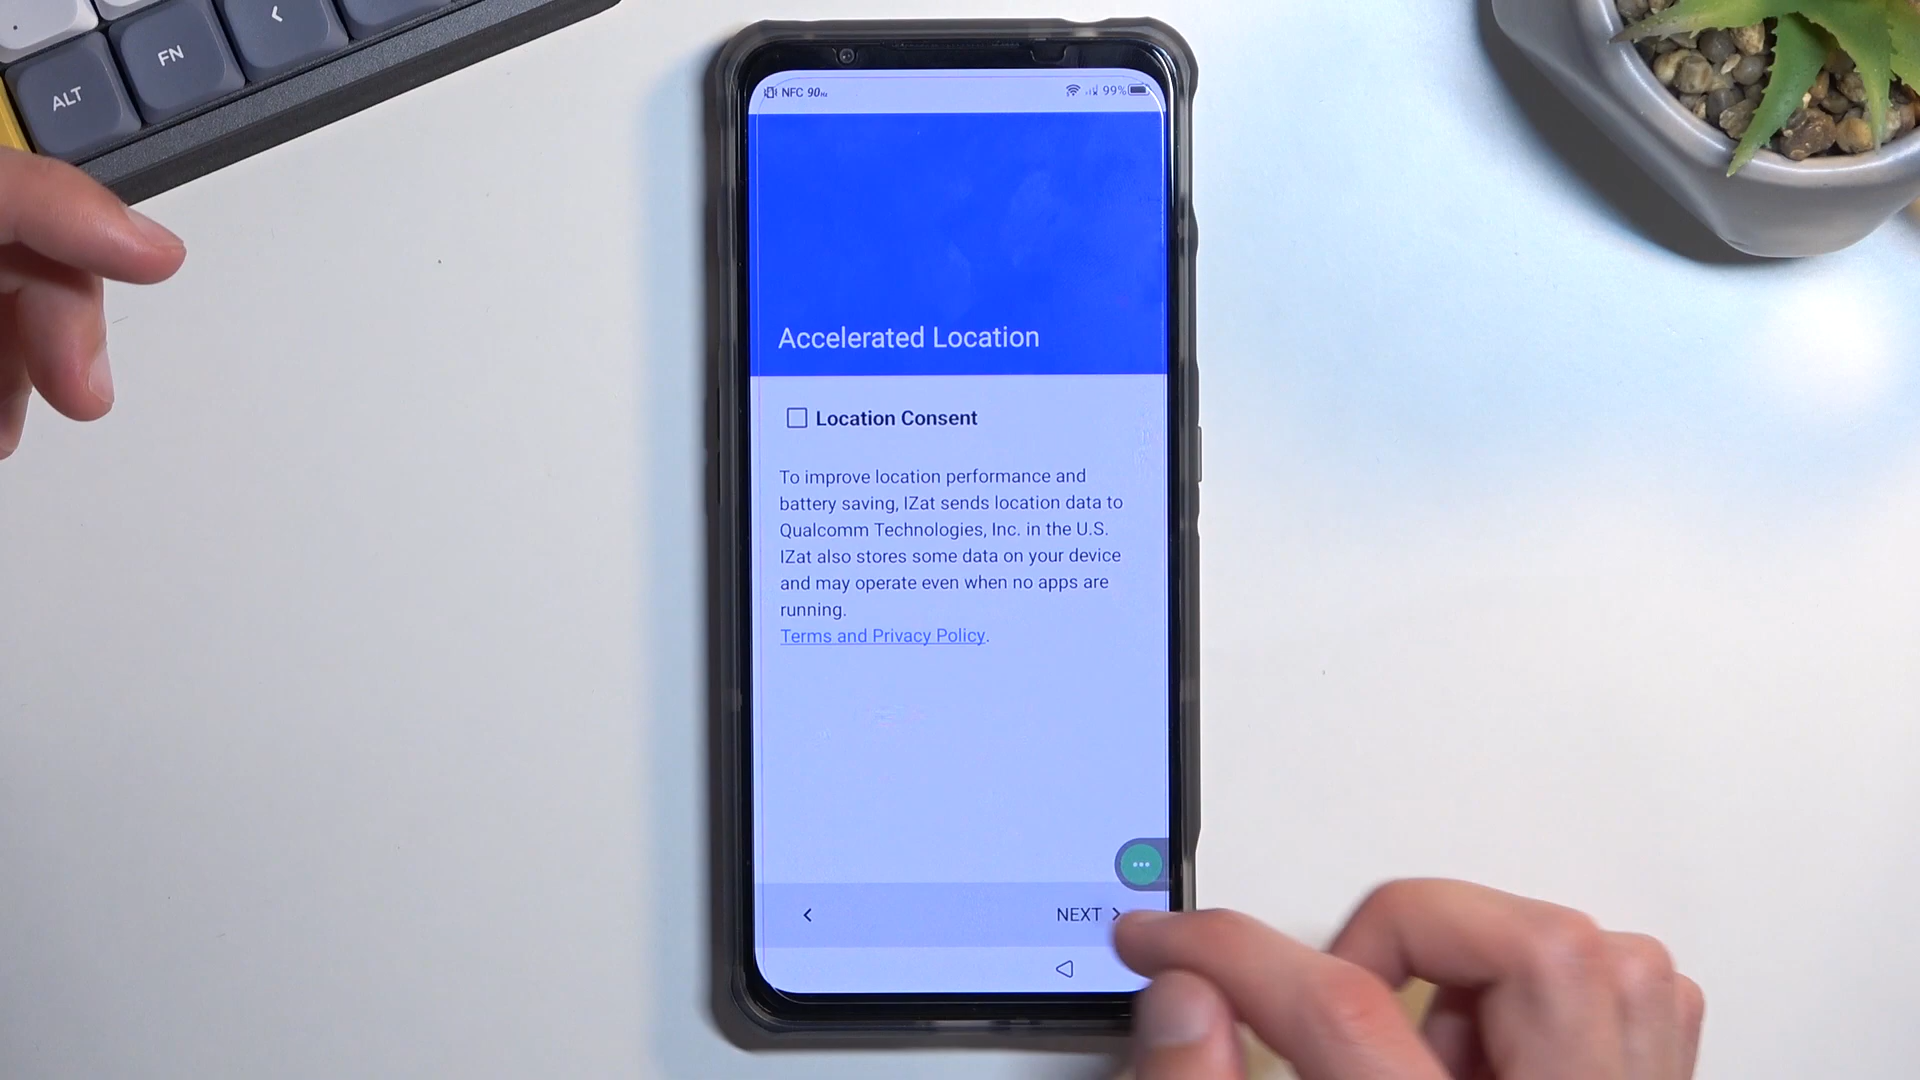 ALT
FN
NFC 90Hz
99%
Accelerated Location
Location Consent
To improve location performance and
battery saving, IZat sends location data to
Qualcomm Technologies, Inc. in the U.S.
IZat also stores some data on your device
and may operate even when no apps are
running.
Terms and Privacy Policy.
NEXT